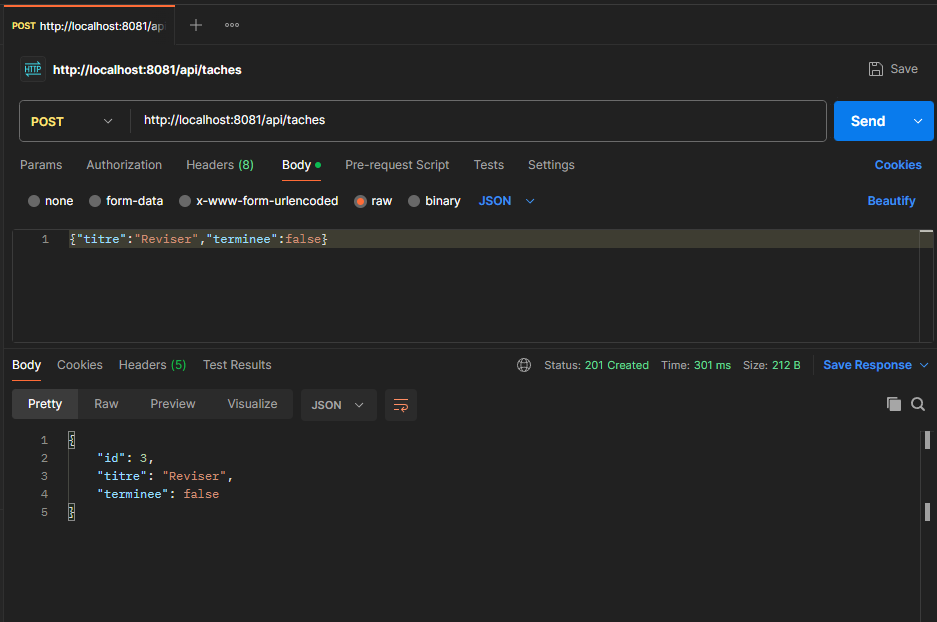 POST http://localhost:8081/ap
HTTP http://localhost:8081/api/taches Save
POST http://localhost:8081/api/taches Send
Params Authorization Headers (8) Body Pre-request Script Tests Settings Cookies
none form-data x-www-form-urlencoded raw binary JSON Beautify
1 {"titre":"Reviser","terminee":false}
Body Cookies Headers (5) Test Results Status: 201 Created Time: 301 ms Size: 212 B Save Response
Pretty Raw Preview Visualize JSON
1 {
2 "id": 3,
3 "titre": "Reviser",
4 "terminee": false
5 }